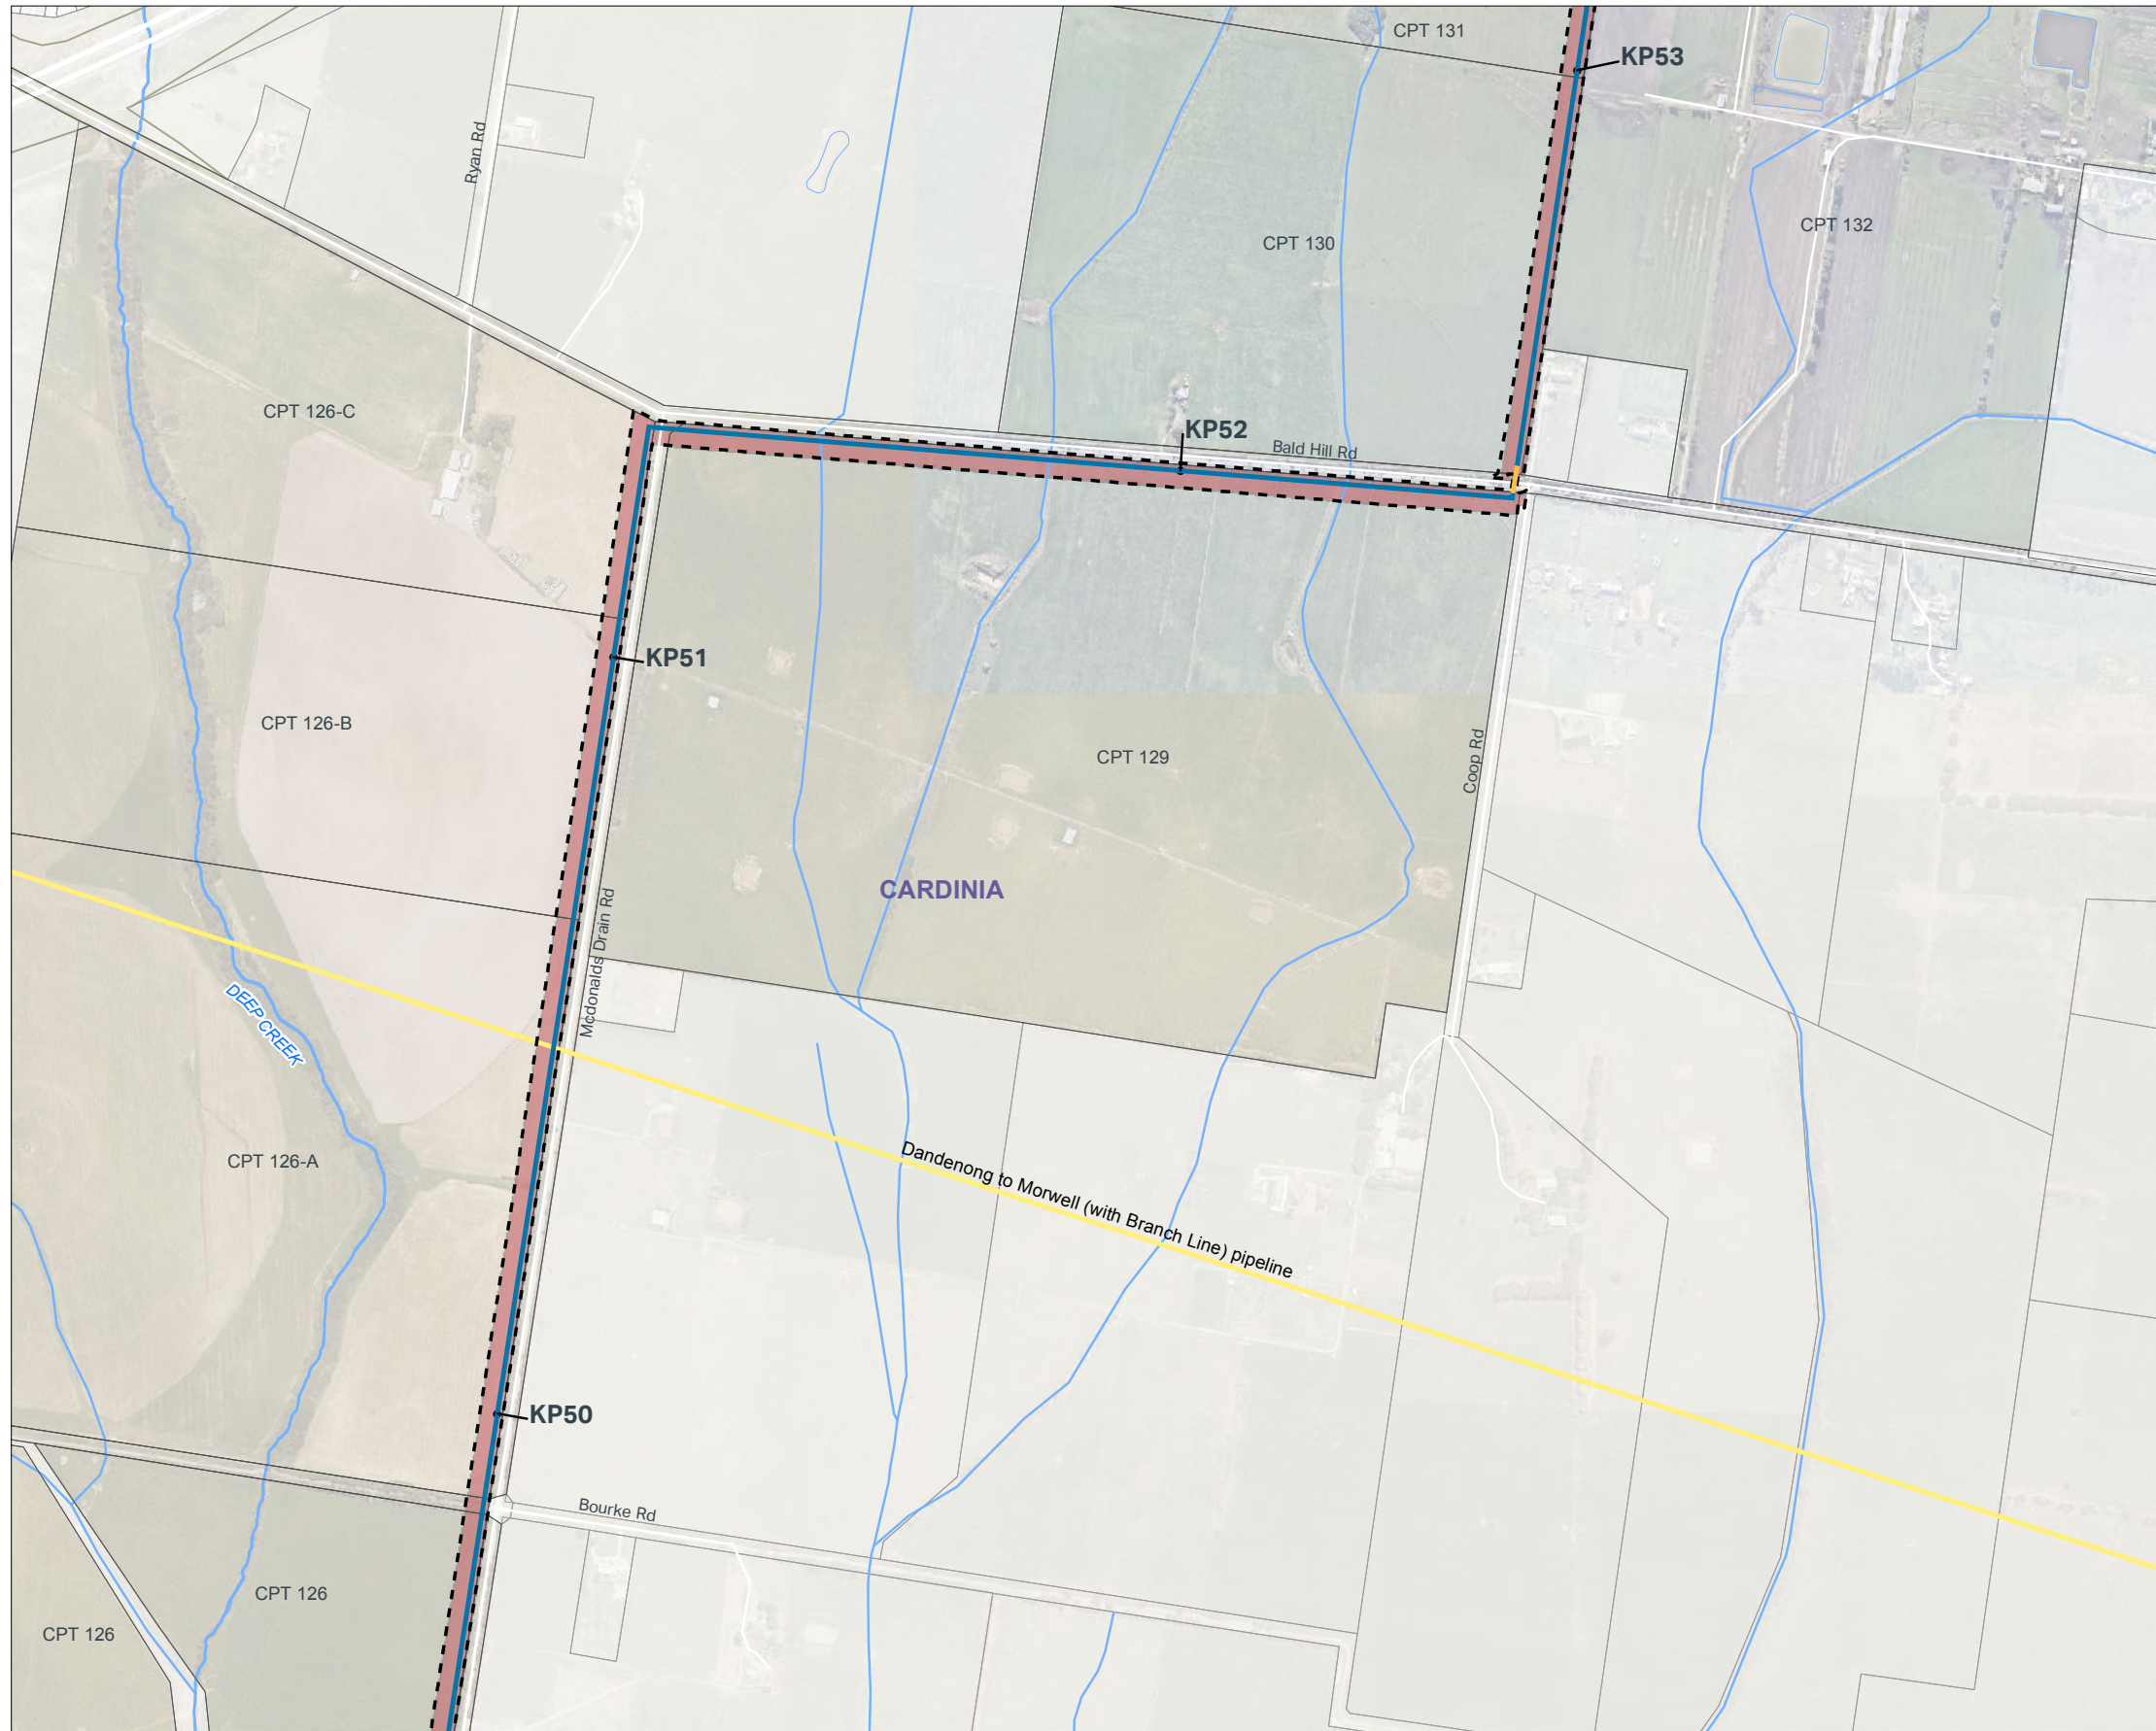 CPT 131
KP53
Ryan Rd
CPT 132
CPT 130
CPT 126-C
KP52
Bald Hill Rd
KP51
CPT 126-B
CPT 129
Coop Rd
CARDINIA
Mcdonalds Drain Rd
DEEP CREEK
CPT 126-A
Dandenong to Morwell (with Branch Line) pipeline
KP50
Bourke Rd
CPT 126
CPT 126